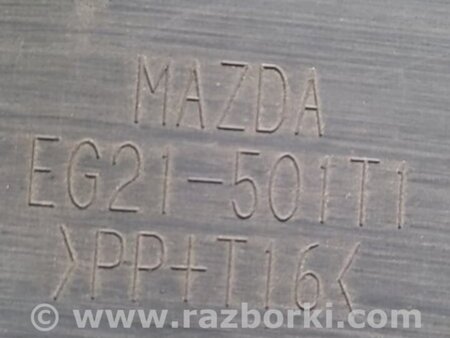 MAZDA
EG21-501T1
>PP+T16<
© www.razborki.com